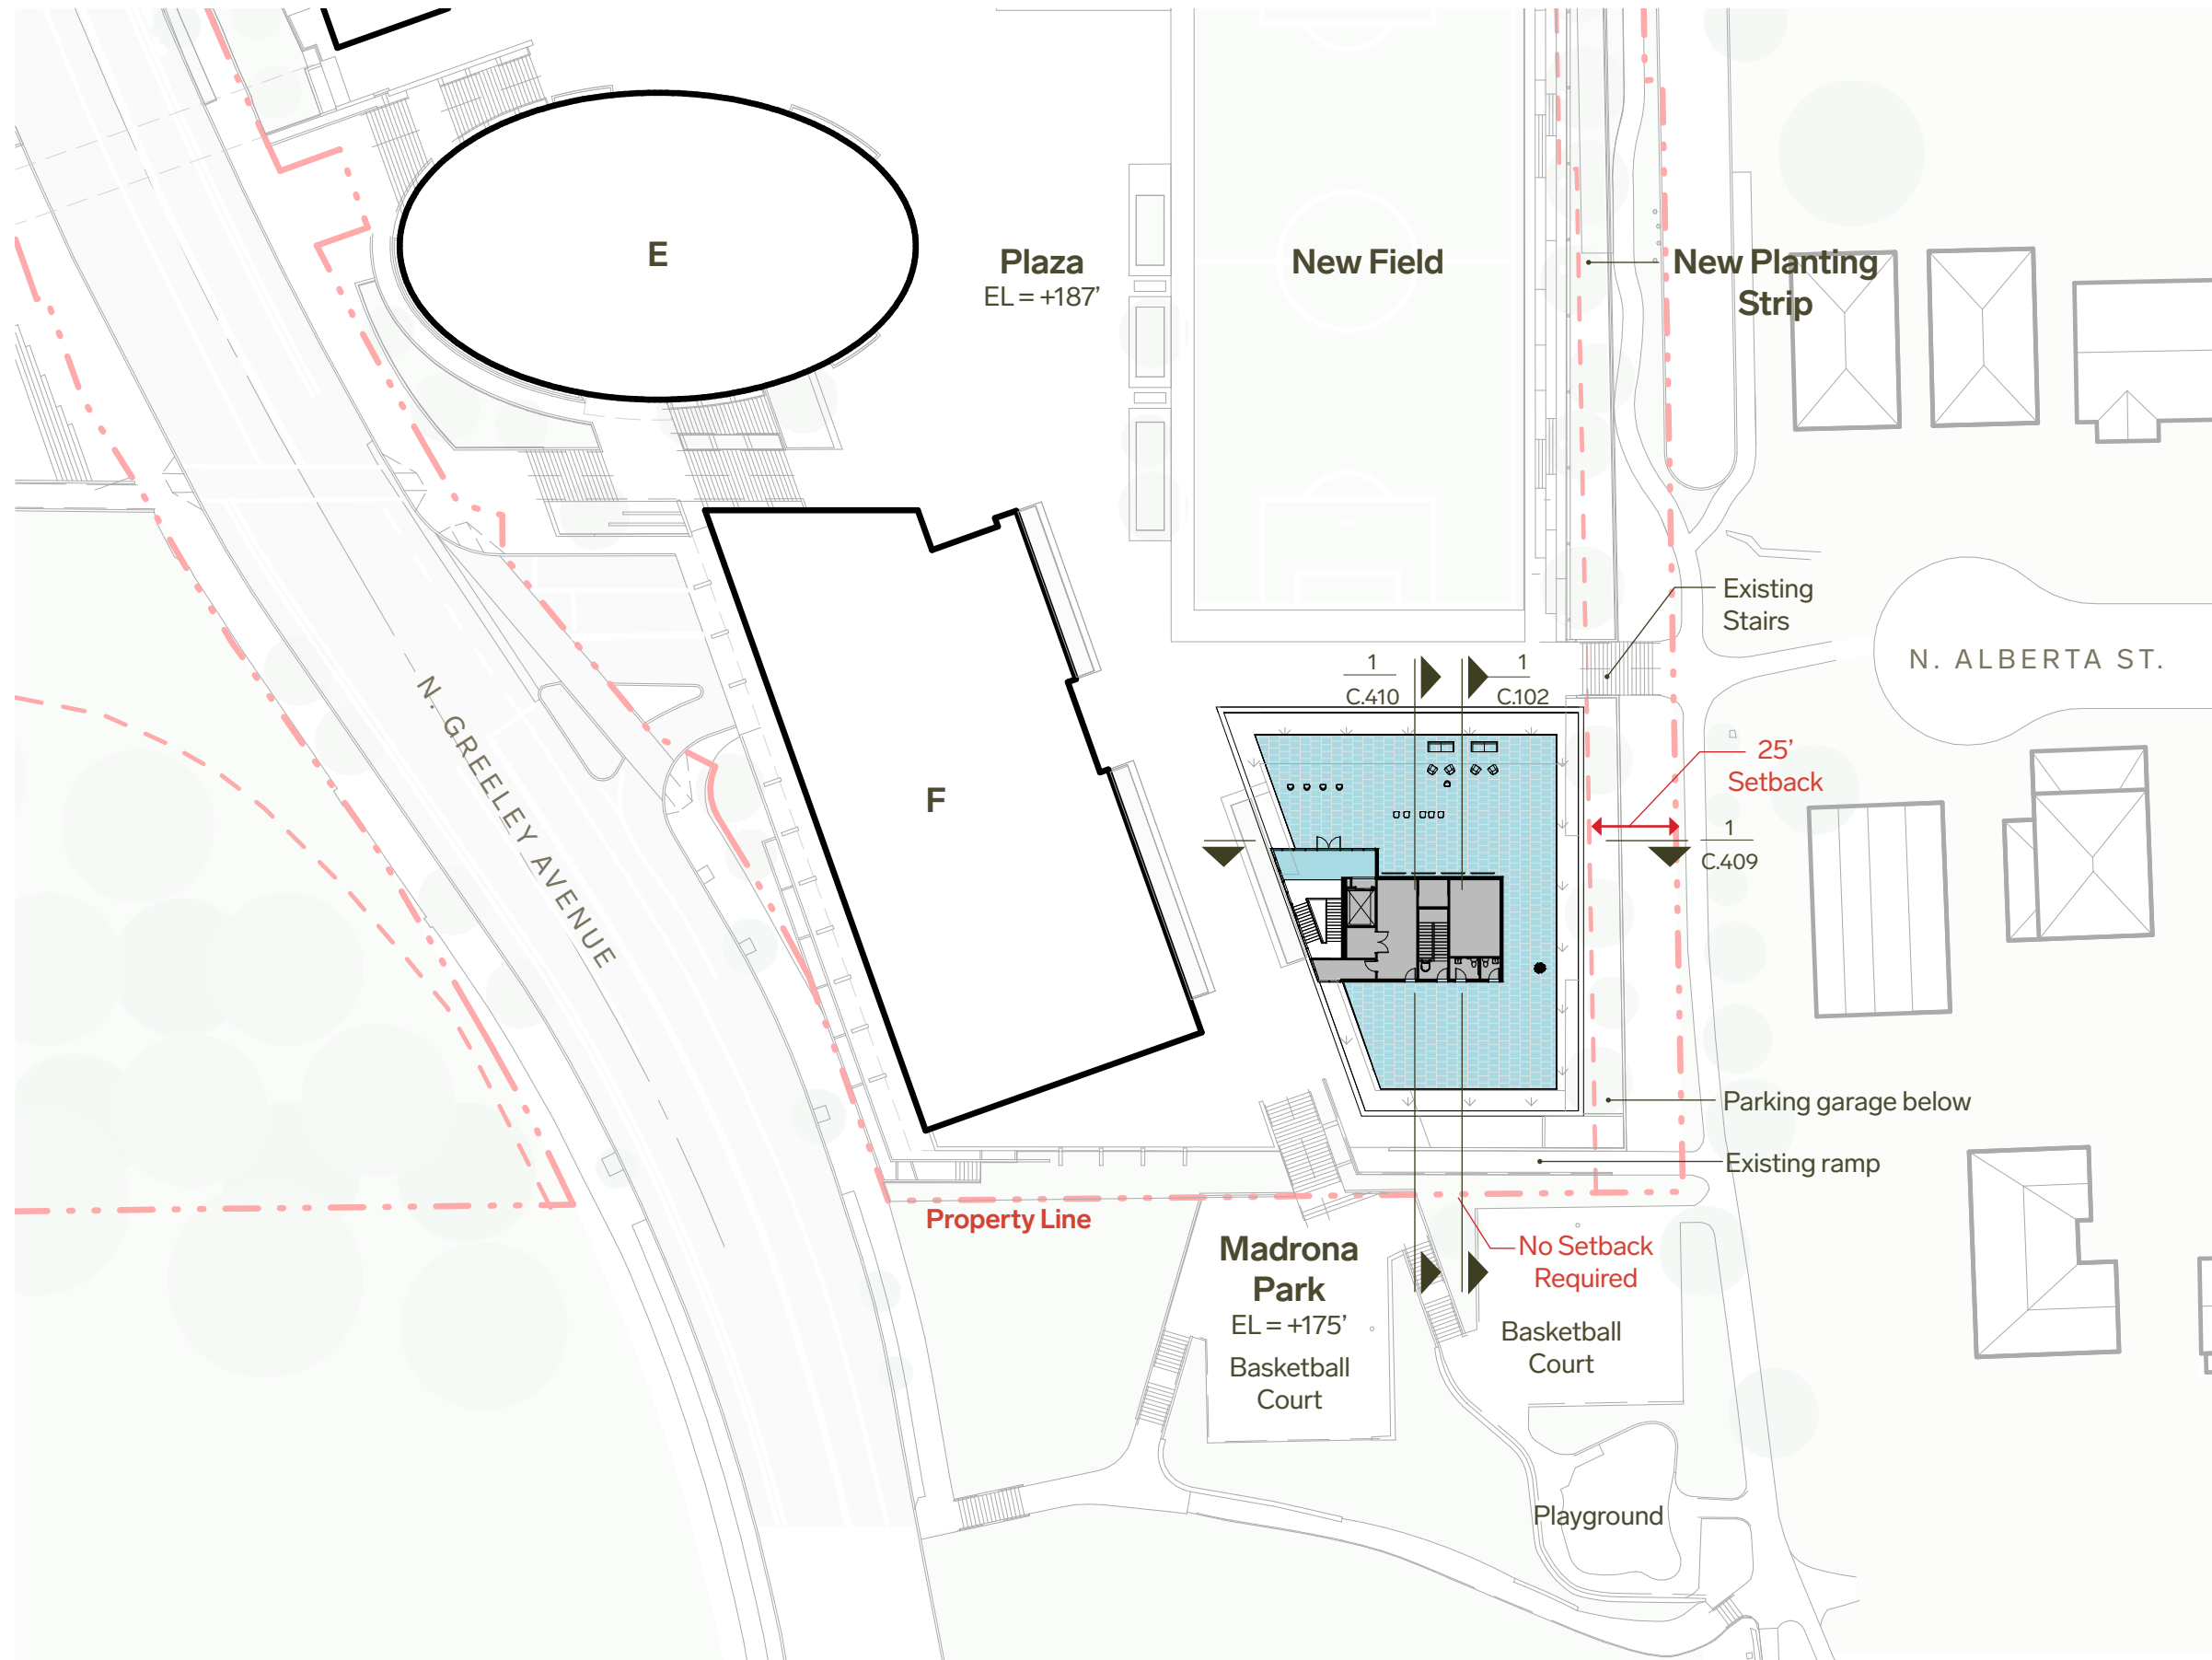 E
Plaza
EL = +187’
New Field
New Planting
Strip
Existing
Stairs
N. ALBERTA ST.
1
C.410
1
C.102
N. GREELEY AVENUE
25’
Setback
F
1
C.409
Parking garage below
Existing ramp
Property Line
Madrona
Park
EL = +175’
Basketball
Court
No Setback
Required
Basketball
Court
Playground